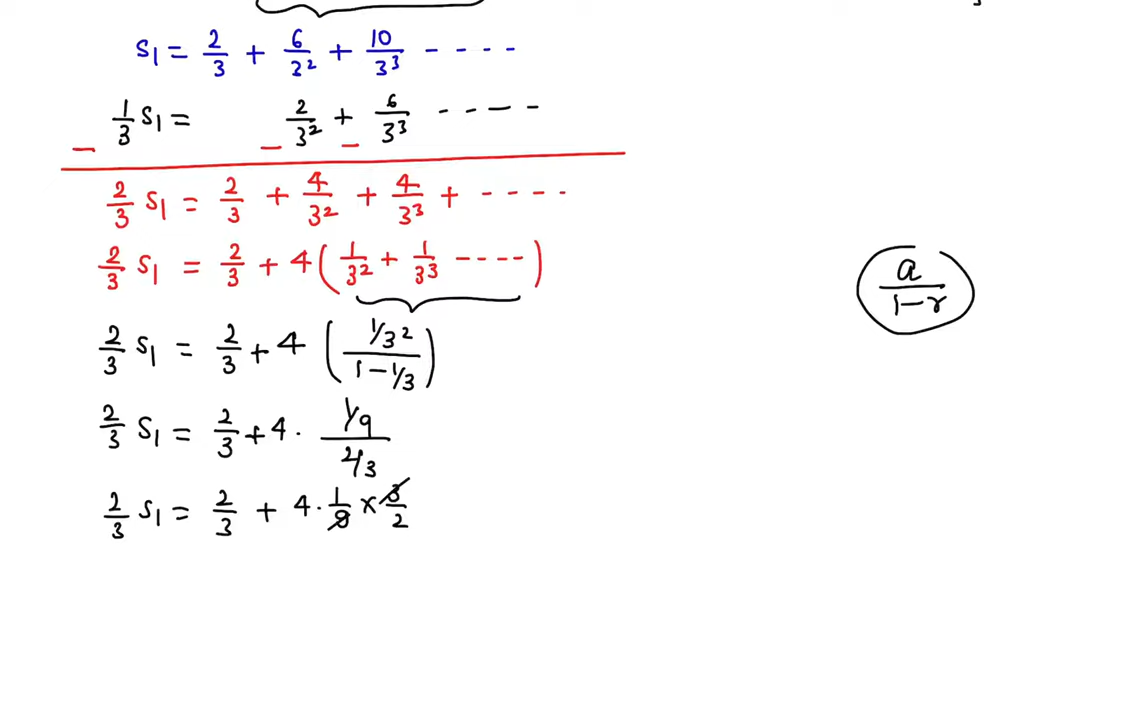 S₁ = 2/3 + 6/3² + 10/3³ - - - -
1/3 S₁ = 2/3² + 6/3³ - - - -
- - -
2/3 S₁ = 2/3 + 4/3² + 4/3³ + - - - -
2/3 S₁ = 2/3 + 4 ( 1/3² + 1/3³ - - - - )
a/(1-r)
2/3 S₁ = 2/3 + 4 ( (1/3²)/(1 - 1/3) )
2/3 S₁ = 2/3 + 4 · (1/9)/(2/3)
2/3 S₁ = 2/3 + 4 · 1/9 × 3/2